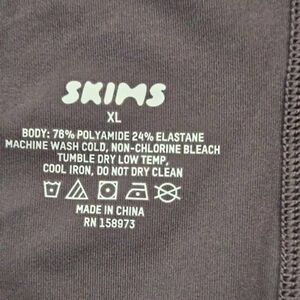 SKIMS
XL
BODY: 76% POLYAMIDE 24% ELASTANE
MACHINE WASH COLD, NON-CHLORINE BLEACH
TUMBLE DRY LOW TEMP,
COOL IRON, DO NOT DRY CLEAN
MADE IN CHINA
RN 158973